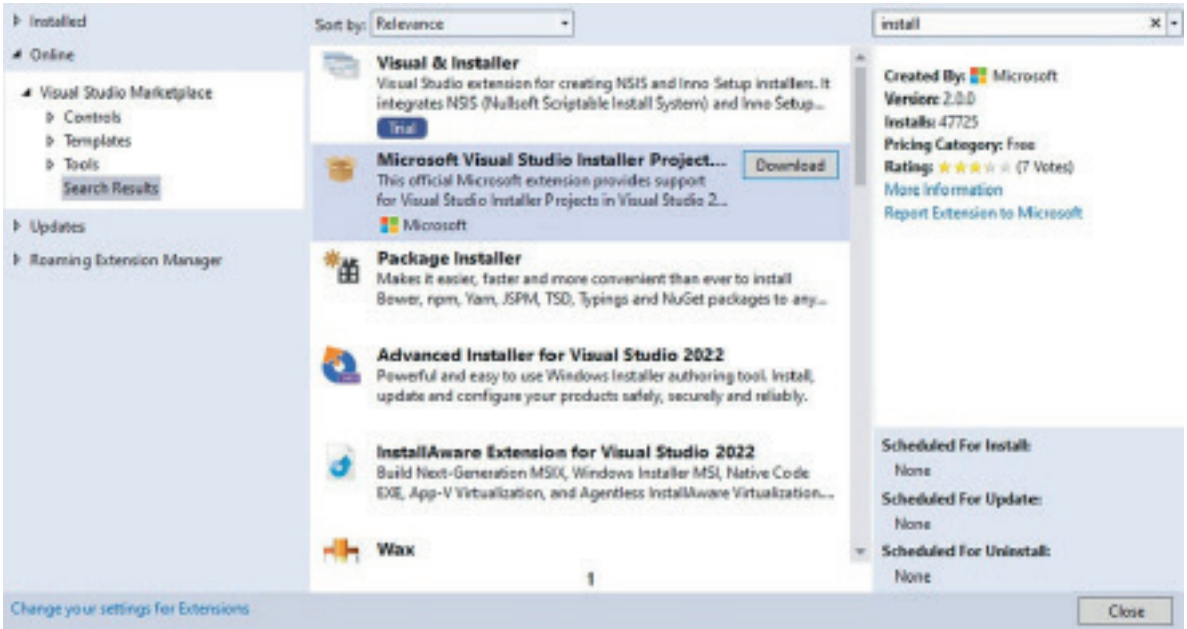 Installed
Online
Visual Studio Marketplace
Controls
Templates
Tools
Search Results
Updates
Roaming Extension Manager
Change your settings for Extensions
Sort by: Relevance
Visual & Installer
Visual Studio extension for creating NSIS and Inno Setup installers. It
integrates NSIS (Nullsoft Scriptable Install System) and Inno Setup...
Trial
Microsoft Visual Studio Installer Project...
Download
This official Microsoft extension provides support
for Visual Studio Installer Projects in Visual Studio 2...
Microsoft
Package Installer
Makes it easier, faster and more convenient than ever to install
Bower, npm, Yarn, JSPM, TSD, Typings and NuGet packages to any...
Advanced Installer for Visual Studio 2022
Powerful and easy to use Windows Installer authoring tool. Install,
update and configure your products safely, securely and reliably.
InstallAware Extension for Visual Studio 2022
Build Next-Generation MSIX, Windows Installer MSI, Native Code
EXE, App-V Virtualization, and Agentless InstallAware Virtualization....
Wax
1
install
Created By: Microsoft
Version: 2.0.0
Installs: 47725
Pricing Category: Free
Rating: (7 Votes)
More Information
Report Extension to Microsoft
Scheduled For Install:
None
Scheduled For Update:
None
Scheduled For Uninstall:
None
Close